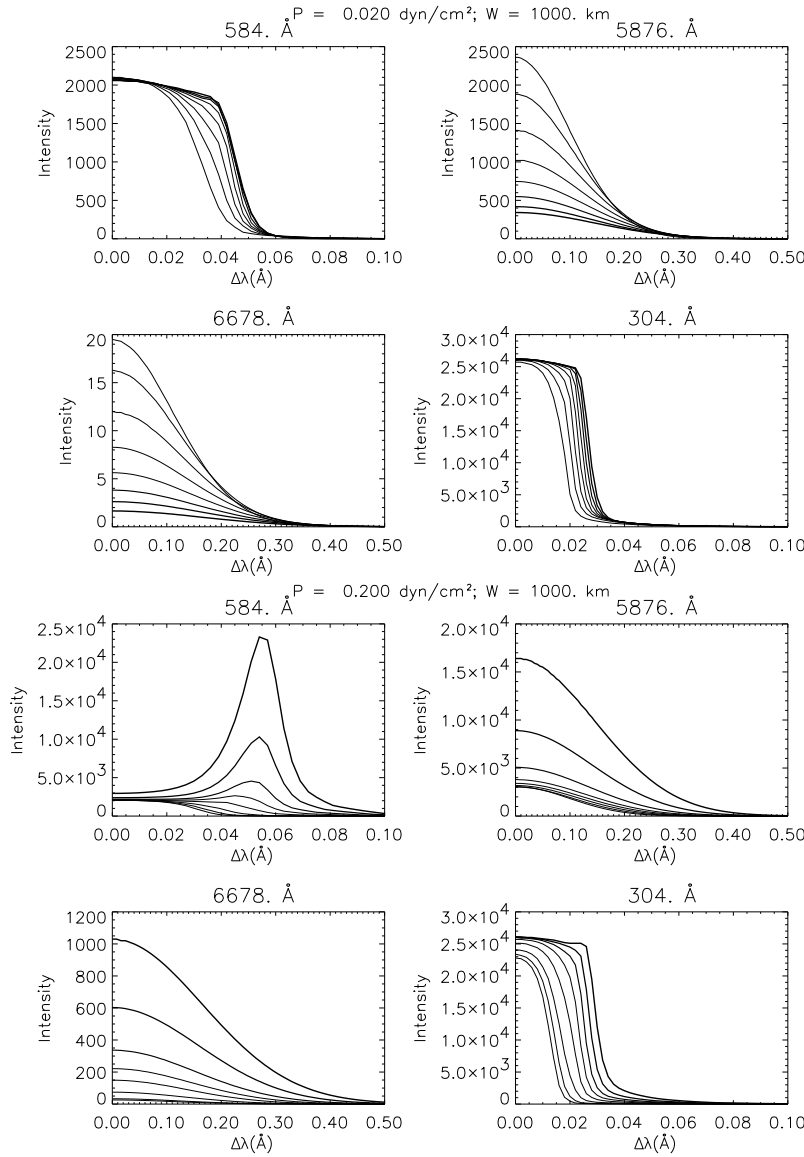 P = 0.020 dyn/cm²; W = 1000. km
584. Å
2500
2000
1500
1000
500
0
Intensity
0.00 0.02 0.04 0.06 0.08 0.10
Δλ(Å)
5876. Å
2500
2000
1500
1000
500
0
Intensity
0.00 0.10 0.20 0.30 0.40 0.50
Δλ(Å)
6678. Å
20
15
10
5
0
Intensity
0.00 0.10 0.20 0.30 0.40 0.50
Δλ(Å)
304. Å
3.0×10⁴
2.5×10⁴
2.0×10⁴
1.5×10⁴
1.0×10⁴
5.0×10³
0
Intensity
0.00 0.02 0.04 0.06 0.08 0.10
Δλ(Å)
P = 0.200 dyn/cm²; W = 1000. km
584. Å
2.5×10⁴
2.0×10⁴
1.5×10⁴
1.0×10⁴
5.0×10³
0
Intensity
0.00 0.02 0.04 0.06 0.08 0.10
Δλ(Å)
5876. Å
2.0×10⁴
1.5×10⁴
1.0×10⁴
5.0×10³
0
Intensity
0.00 0.10 0.20 0.30 0.40 0.50
Δλ(Å)
6678. Å
1200
1000
800
600
400
200
0
Intensity
0.00 0.10 0.20 0.30 0.40 0.50
Δλ(Å)
304. Å
3.0×10⁴
2.5×10⁴
2.0×10⁴
1.5×10⁴
1.0×10⁴
5.0×10³
0
Intensity
0.00 0.02 0.04 0.06 0.08 0.10
Δλ(Å)